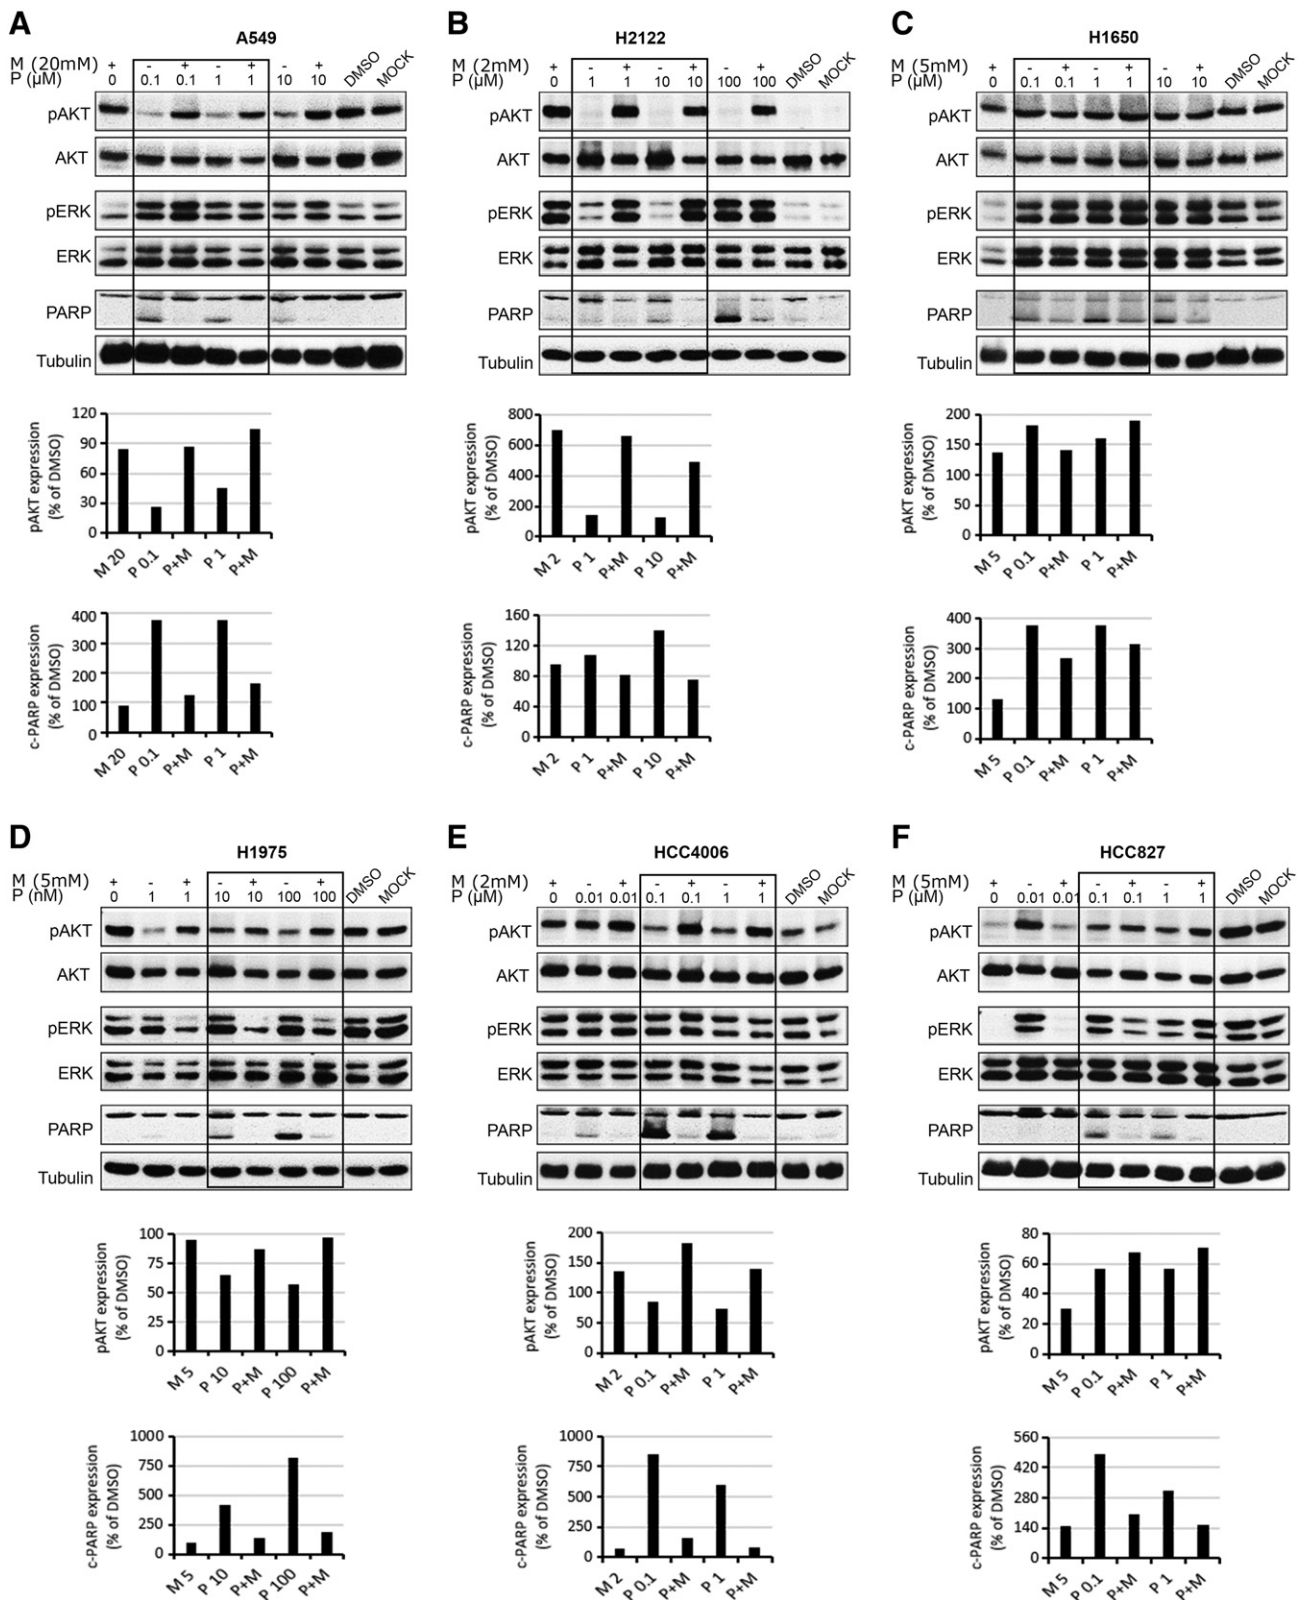 A
A549
M (20mM) + - + - + - + DMSO MOCK
P (µM) 0 0.1 0.1 1 1 10 10
pAKT
AKT
pERK
ERK
PARP
Tubulin
pAKT expression
(% of DMSO)
120
90
60
30
0
M 20 P 0.1 P+M P 1 P+M
c-PARP expression
(% of DMSO)
400
300
200
100
0
M 20 P 0.1 P+M P 1 P+M
B
H2122
M (2mM) + - + - + - + DMSO MOCK
P (µM) 0 1 1 10 10 100 100
pAKT
AKT
pERK
ERK
PARP
Tubulin
pAKT expression
(% of DMSO)
800
600
400
200
0
M 2 P 1 P+M P 10 P+M
c-PARP expression
(% of DMSO)
160
120
80
40
0
M 2 P 1 P+M P 10 P+M
C
H1650
M (5mM) + - + - + - + DMSO MOCK
P (µM) 0 0.1 0.1 1 1 10 10
pAKT
AKT
pERK
ERK
PARP
Tubulin
pAKT expression
(% of DMSO)
200
150
100
50
0
M 5 P 0.1 P+M P 1 P+M
c-PARP expression
(% of DMSO)
400
300
200
100
0
M 5 P 0.1 P+M P 1 P+M
D
H1975
M (5mM) + - + - + - + DMSO MOCK
P (nM) 0 1 1 10 10 100 100
pAKT
AKT
pERK
ERK
PARP
Tubulin
pAKT expression
(% of DMSO)
100
75
50
25
0
M 5 P 10 P+M P 100 P+M
c-PARP expression
(% of DMSO)
1000
750
500
250
0
M 5 P 10 P+M P 100 P+M
E
HCC4006
M (2mM) + - + - + - + DMSO MOCK
P (µM) 0 0.01 0.01 0.1 0.1 1 1
pAKT
AKT
pERK
ERK
PARP
Tubulin
pAKT expression
(% of DMSO)
200
150
100
50
0
M 2 P 0.1 P+M P 1 P+M
c-PARP expression
(% of DMSO)
1000
750
500
250
0
M 2 P 0.1 P+M P 1 P+M
F
HCC827
M (5mM) + - + - + - + DMSO MOCK
P (µM) 0 0.01 0.01 0.1 0.1 1 1
pAKT
AKT
pERK
ERK
PARP
Tubulin
pAKT expression
(% of DMSO)
80
60
40
20
0
M 5 P 0.1 P+M P 1 P+M
c-PARP expression
(% of DMSO)
560
420
280
140
0
M 5 P 0.1 P+M P 1 P+M